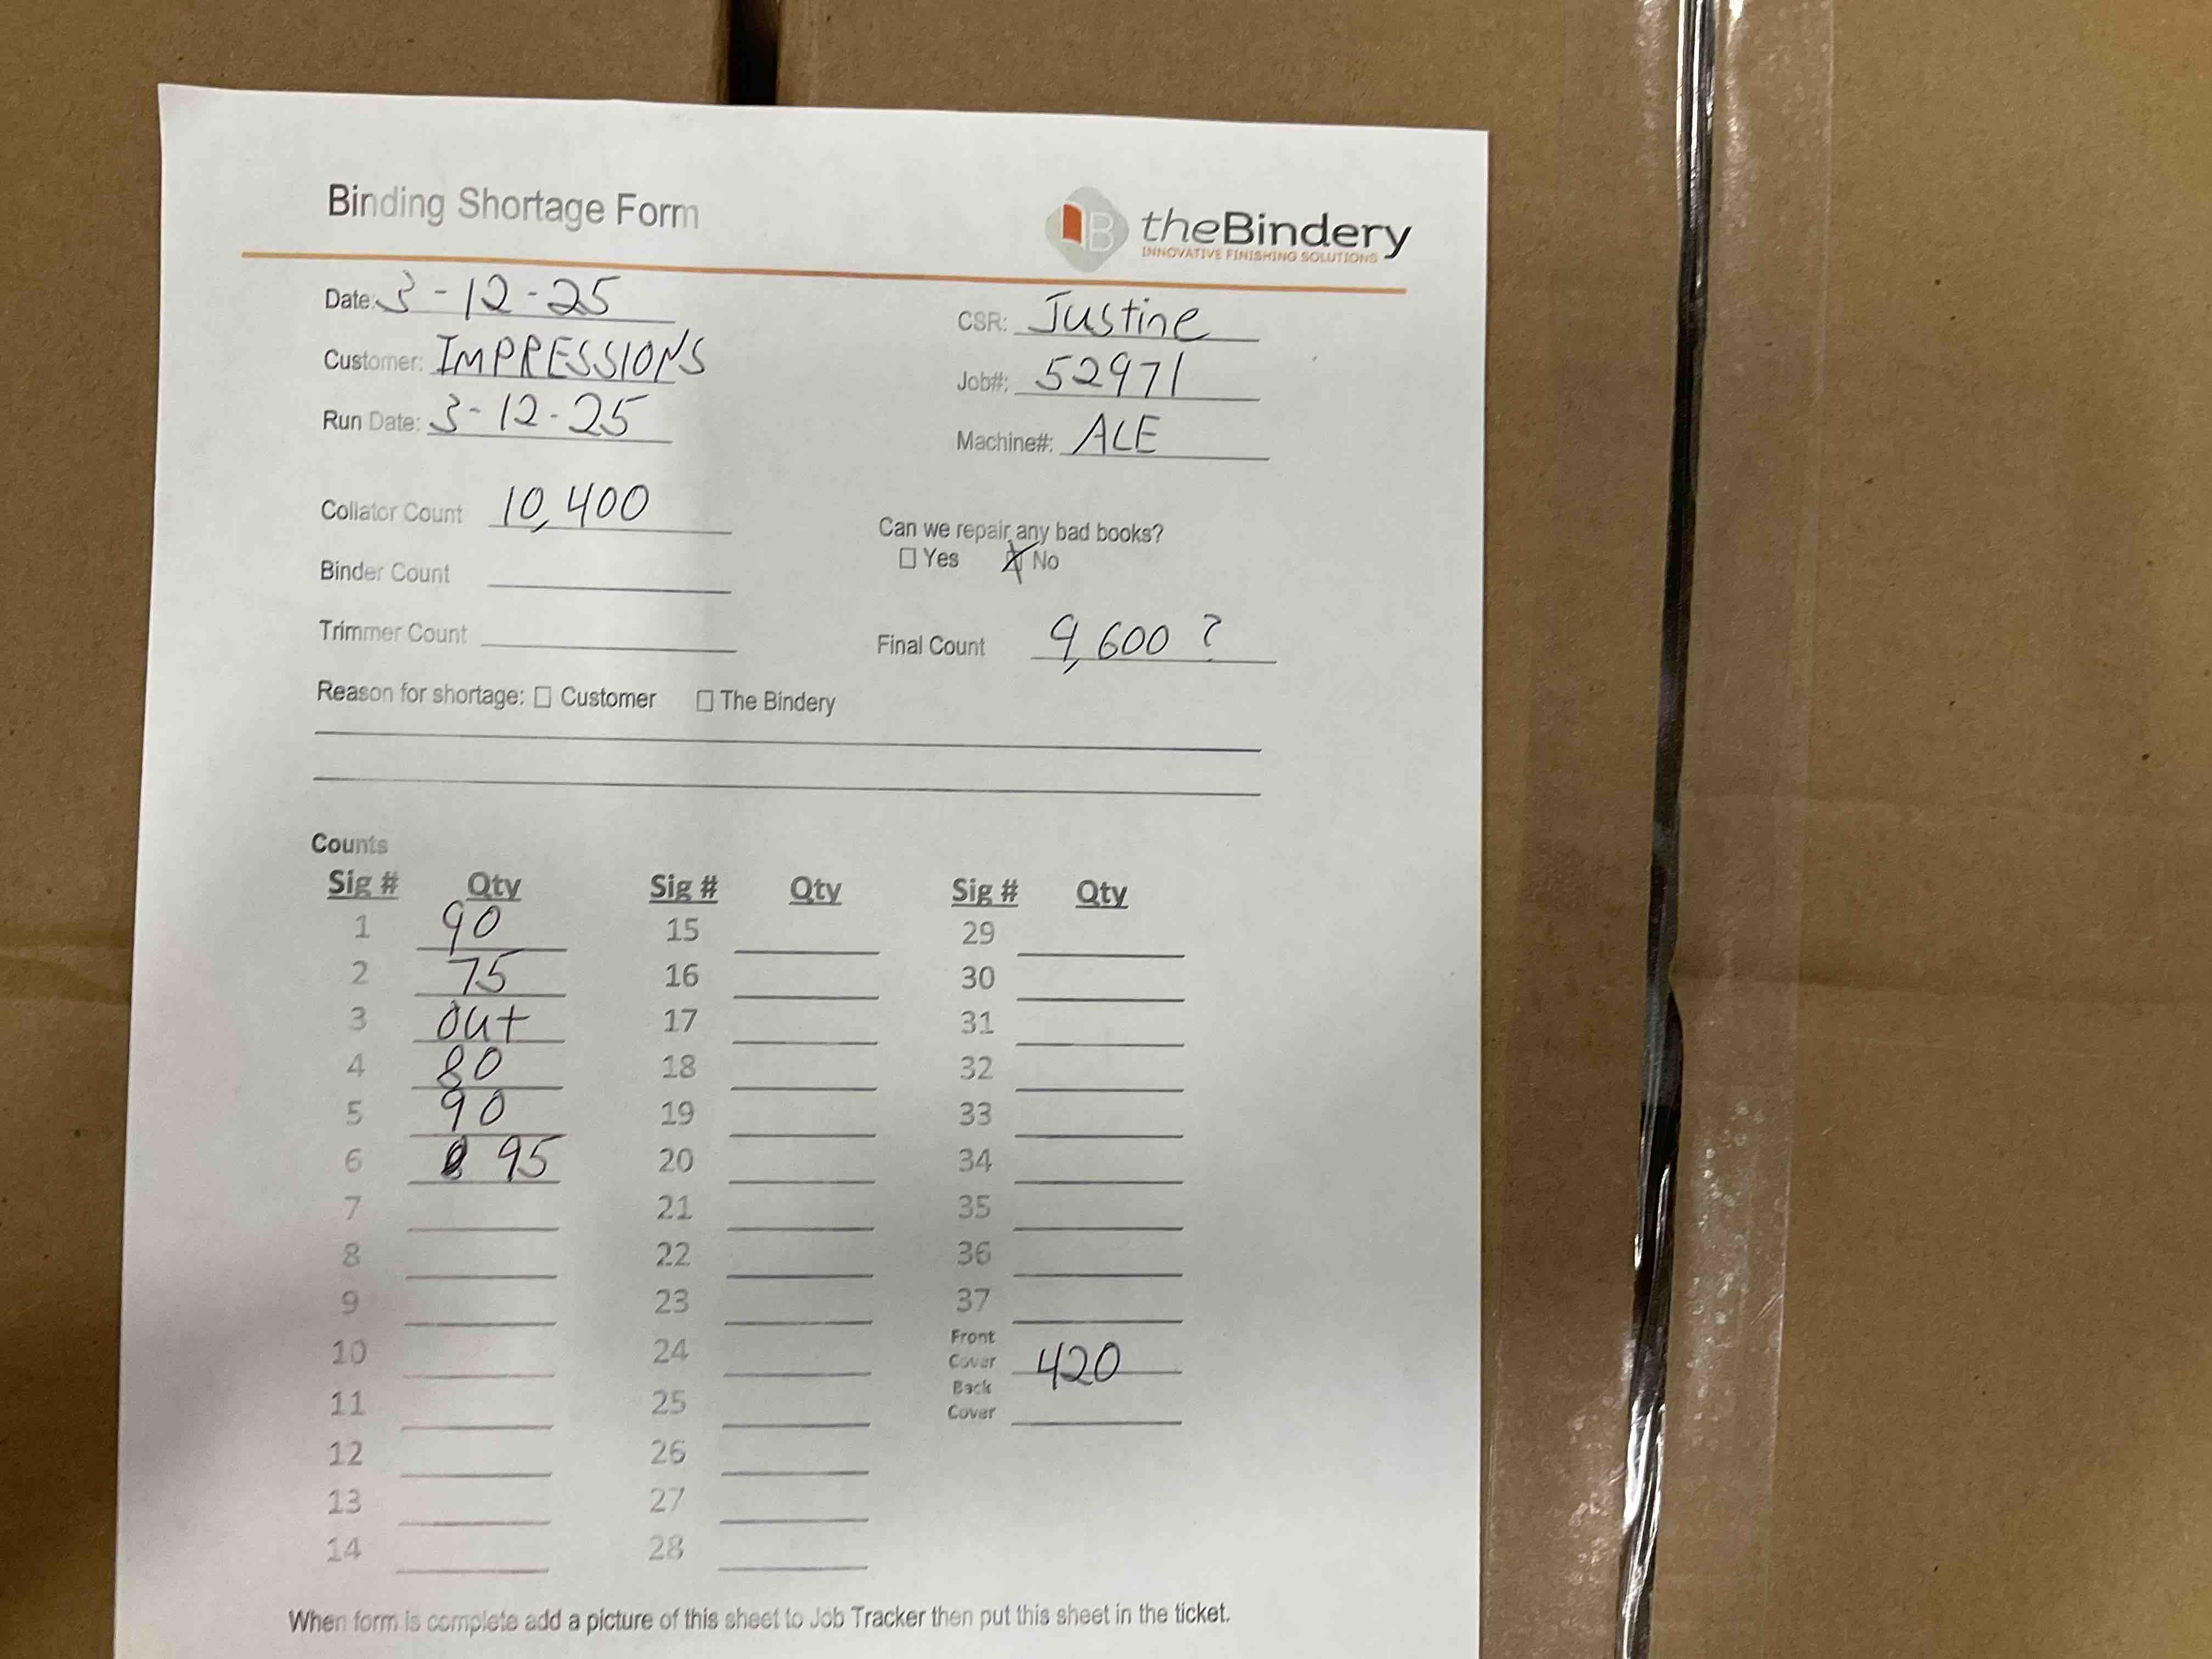 Binding Shortage Form
theBindery
INNOVATIVE FINISHING SOLUTIONS
Date: 3-12-25
CSR: Justine
Customer: IMPRESSIONS
Job#: 52971
Run Date: 3-12-25
Machine#: ALE
Collator Count 10,400
Can we repair any bad books?
☐ Yes ☒ No
Binder Count
Trimmer Count
Final Count 9,600 ?
Reason for shortage: ☐ Customer ☐ The Bindery
Counts
Sig # Qty Sig # Qty Sig # Qty
1 90 15 29
2 75 16 30
3 out 17 31
4 80 18 32
5 90 19 33
6 95 20 34
7 21 35
8 22 36
9 23 37
10 24 Front Cover 420
11 25 Back Cover
12 26
13 27
14 28
When form is complete add a picture of this sheet to Job Tracker then put this sheet in the ticket.